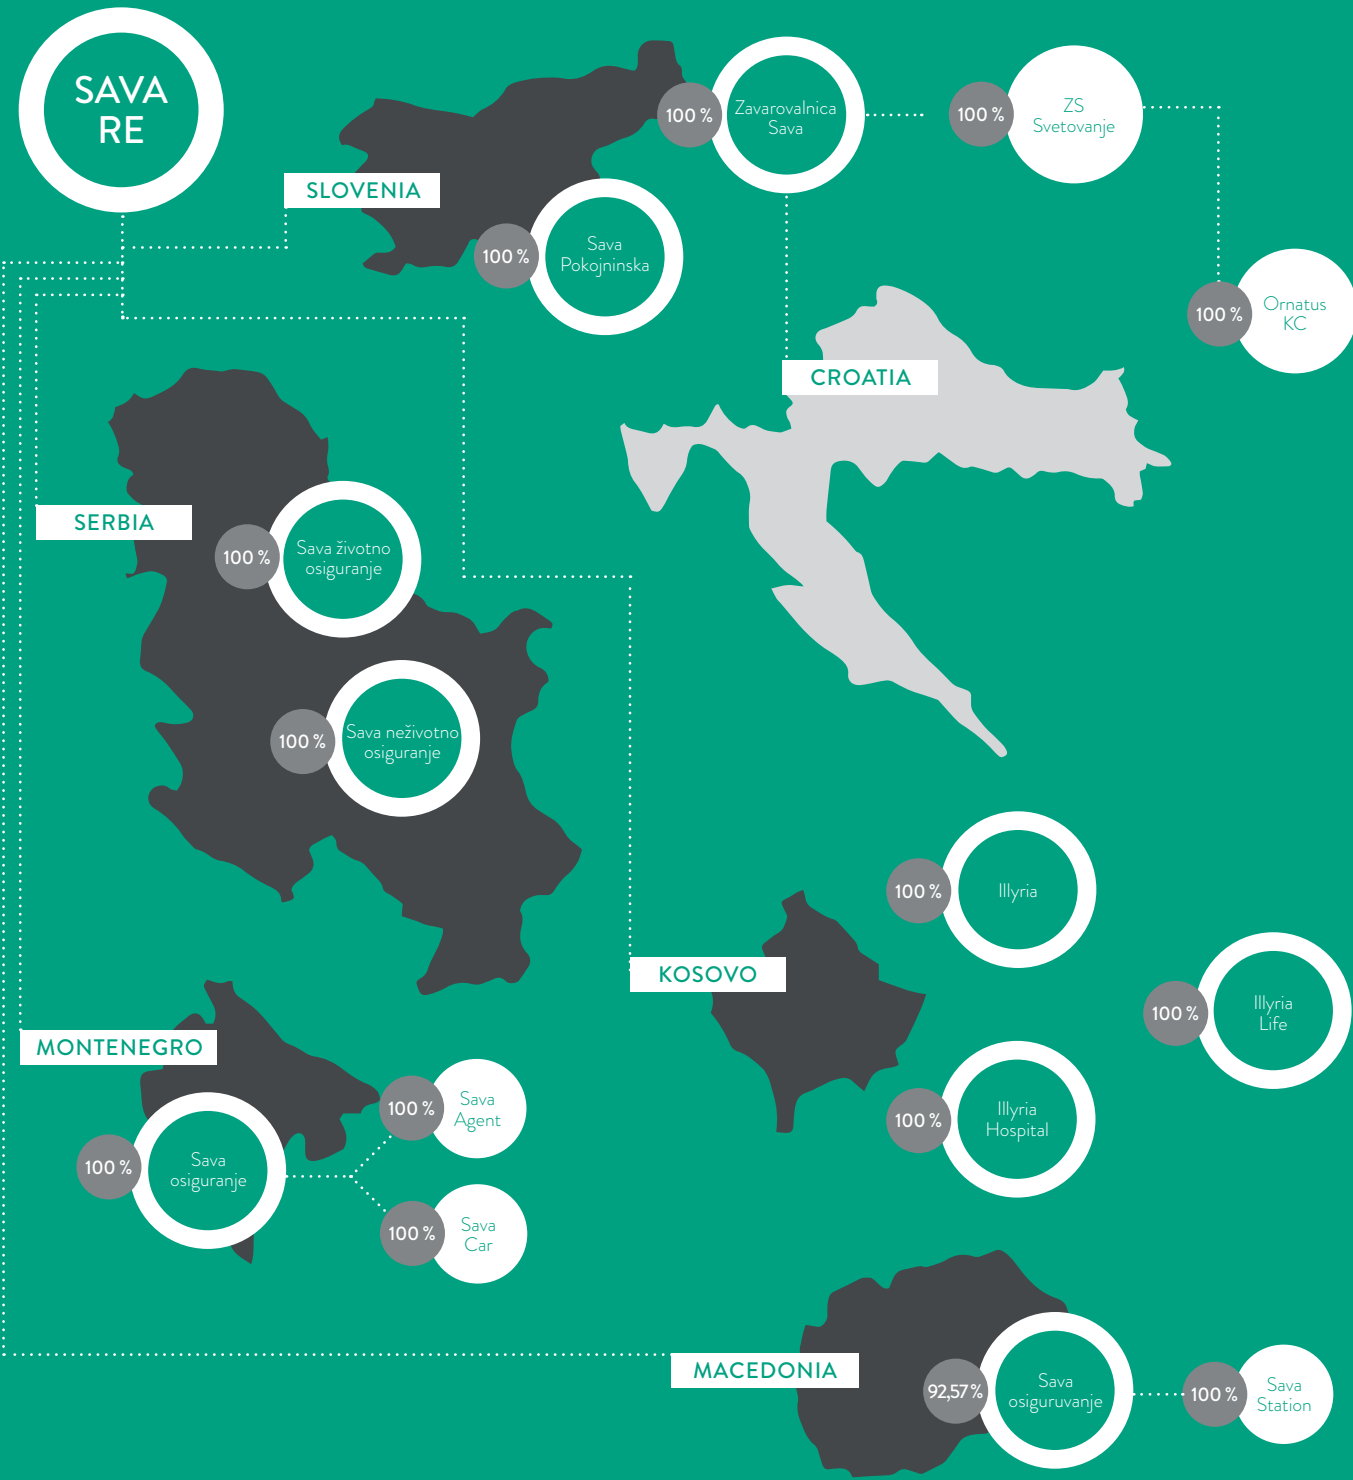 SAVA
RE
SLOVENIA
100 %
Zavarovalnica
Sava
100 %
ZS
Svetovanje
100 %
Sava
Pokojninska
100 %
Ornatus
KC
CROATIA
SERBIA
100 %
Sava životno
osiguranje
100 %
Sava neživotno
osiguranje
100 %
Illyria
KOSOVO
100 %
Illyria
Life
100 %
Illyria
Hospital
MONTENEGRO
100 %
Sava
osiguranje
100 %
Sava
Agent
100 %
Sava
Car
MACEDONIA
92,57 %
Sava
osiguruvanje
100 %
Sava
Station